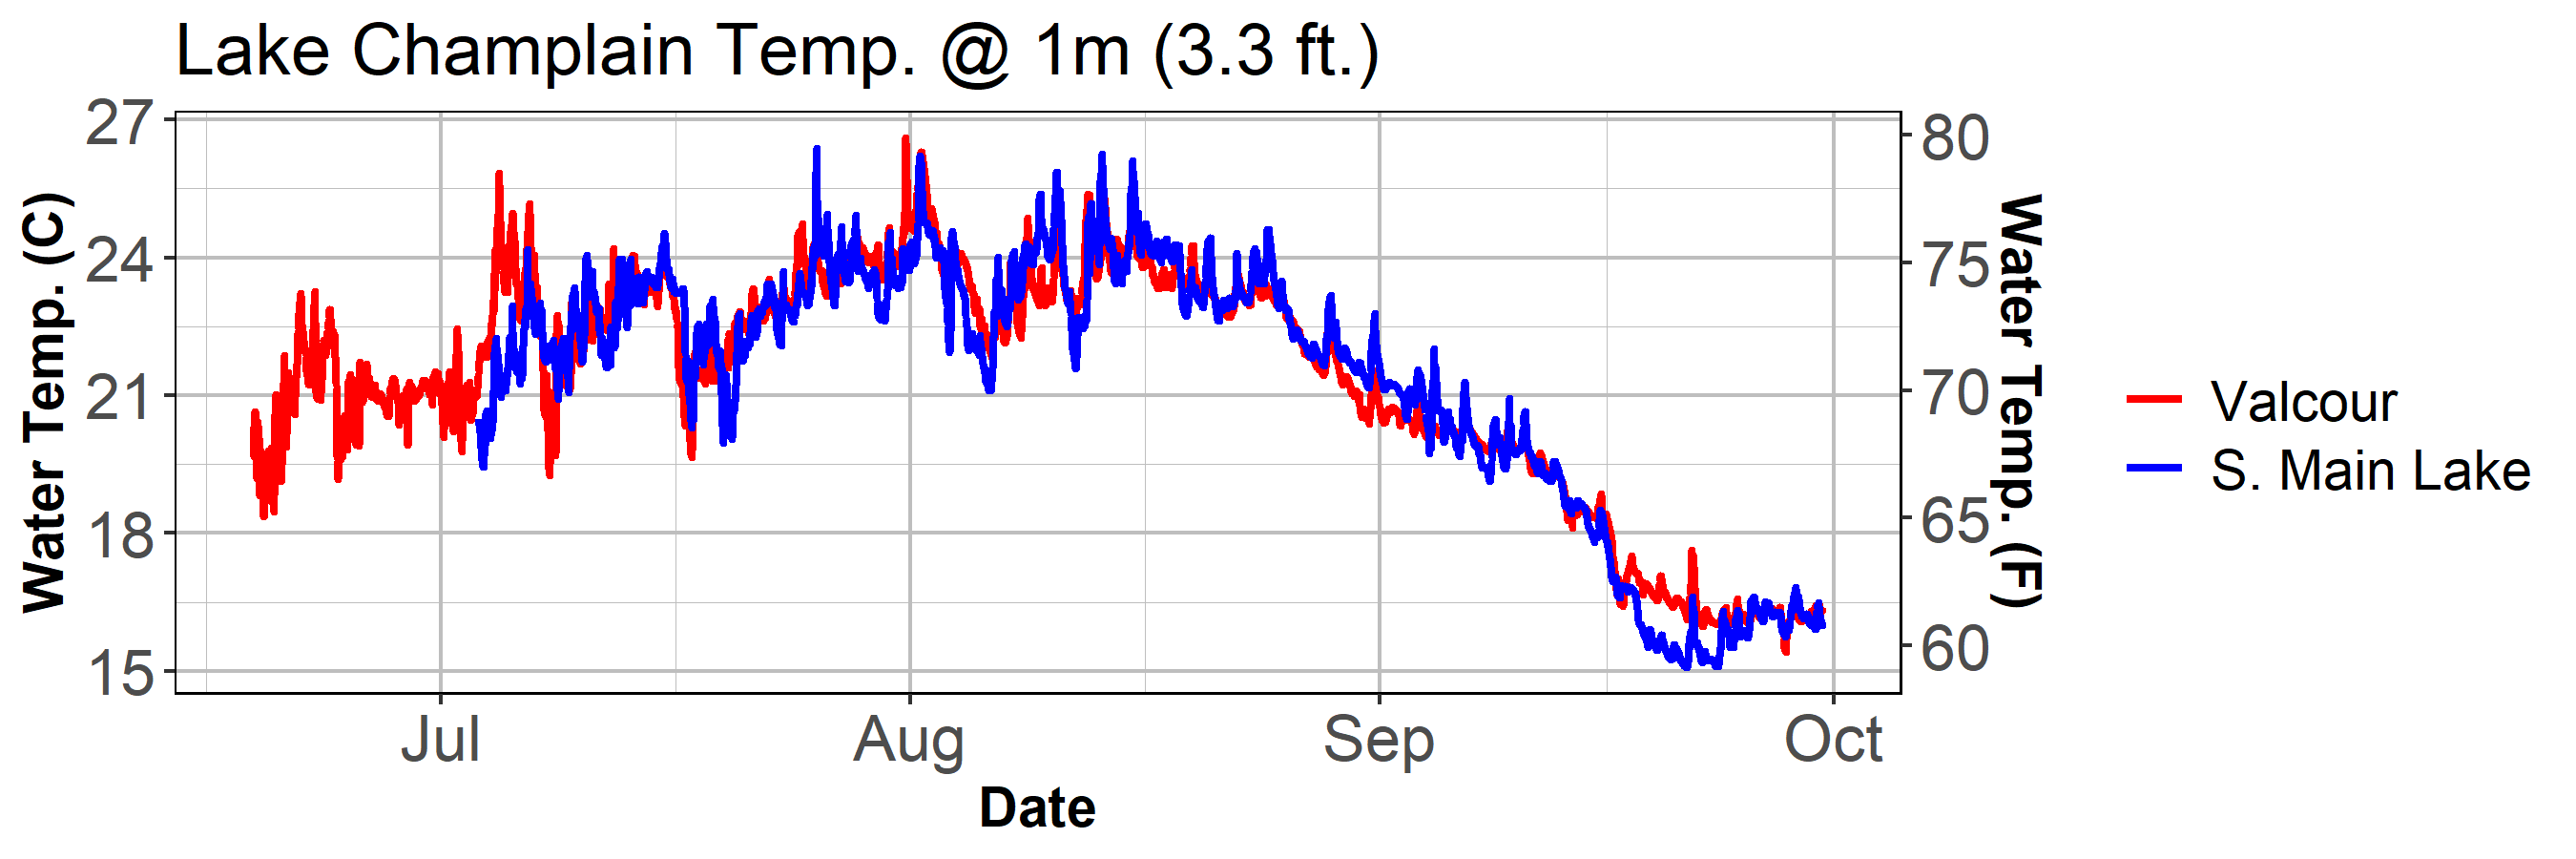 Lake Champlain Temp. @ 1m (3.3 ft.)
Water Temp. (C)
27
24
21
18
15
80
75
70
65
60
Water Temp. (F)
Jul Aug Sep Oct
Date
Valcour
S. Main Lake